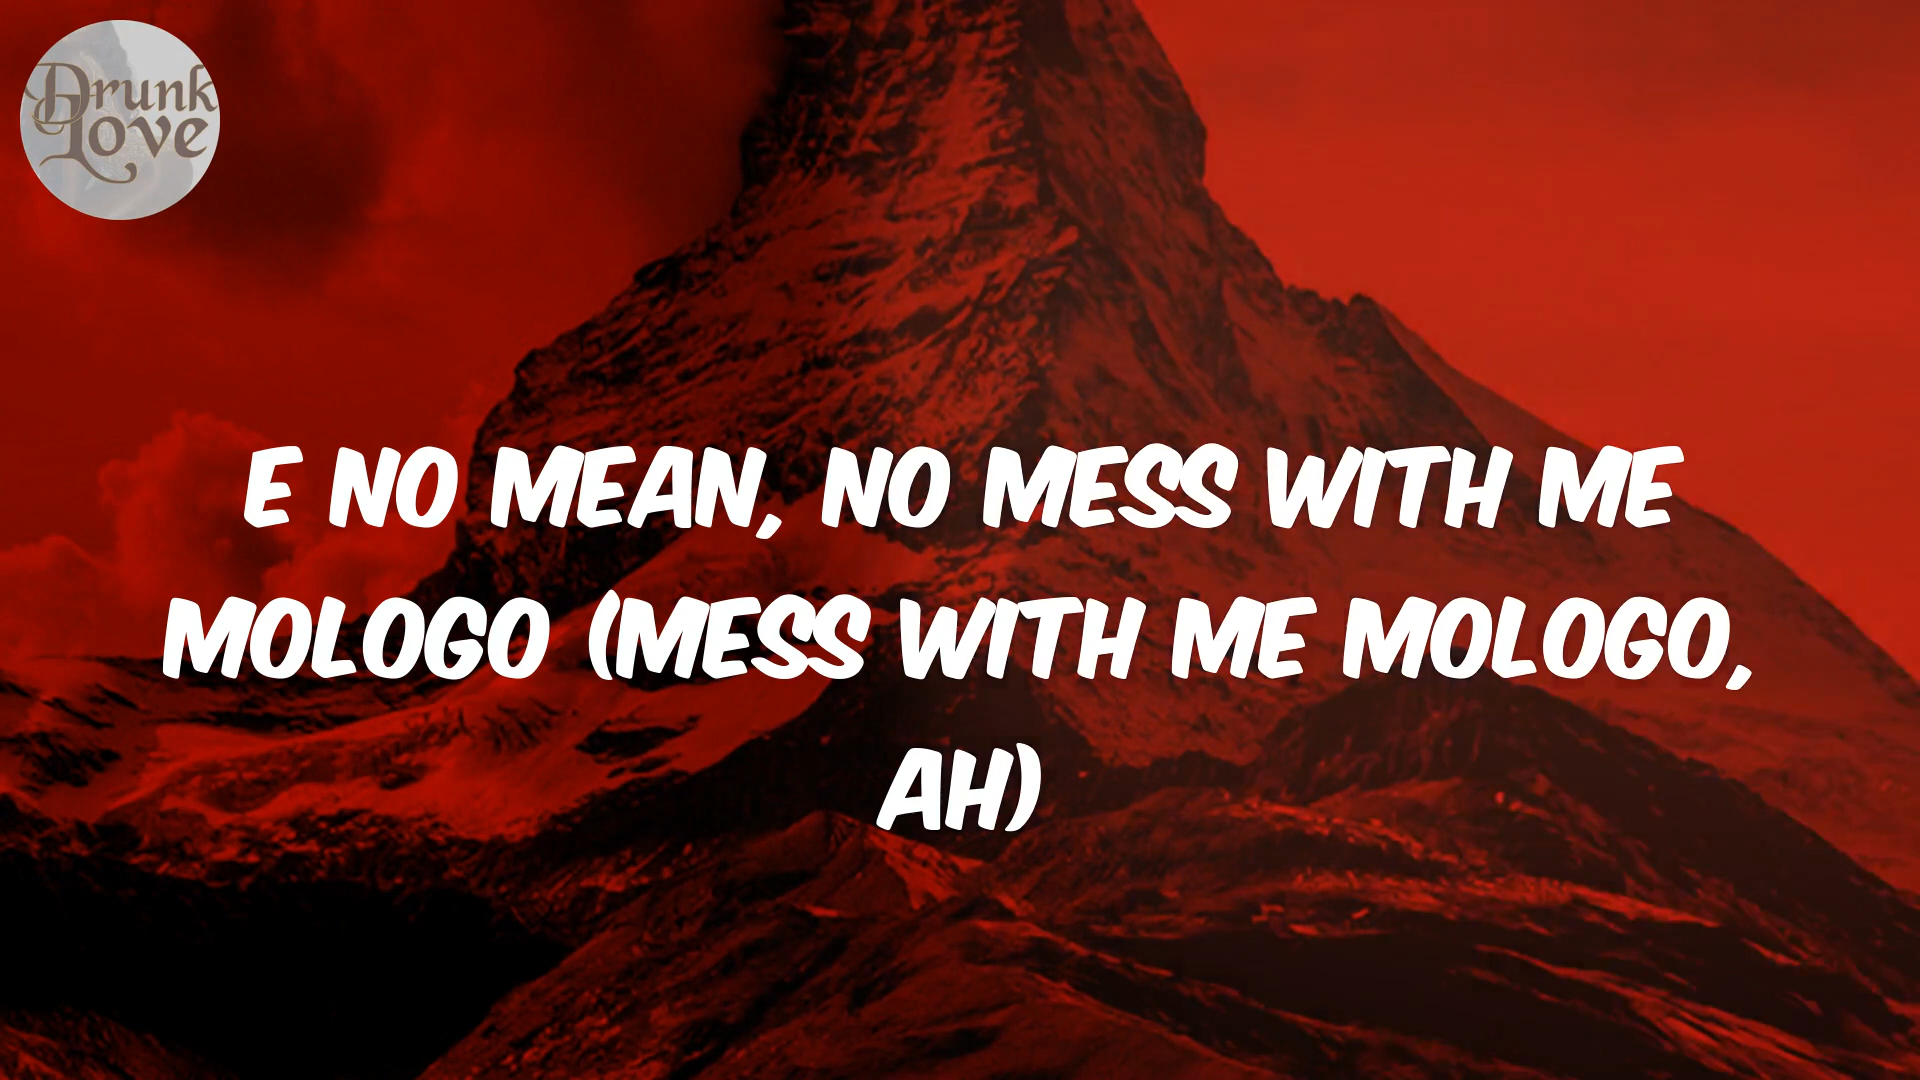 Drunk
Love
E NO MEAN, NO MESS WITH ME
MOLOGO (MESS WITH ME MOLOGO,
AH)